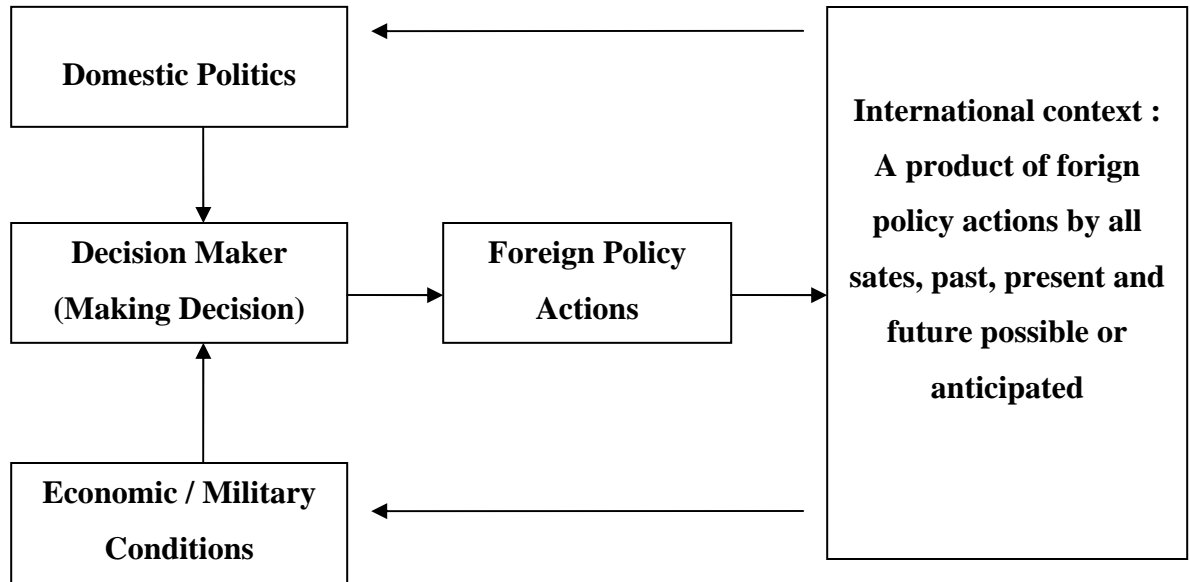 Domestic Politics
Decision Maker
(Making Decision)
Economic / Military
Conditions
Foreign Policy
Actions
International context :
A product of forign
policy actions by all
sates, past, present and
future possible or
anticipated